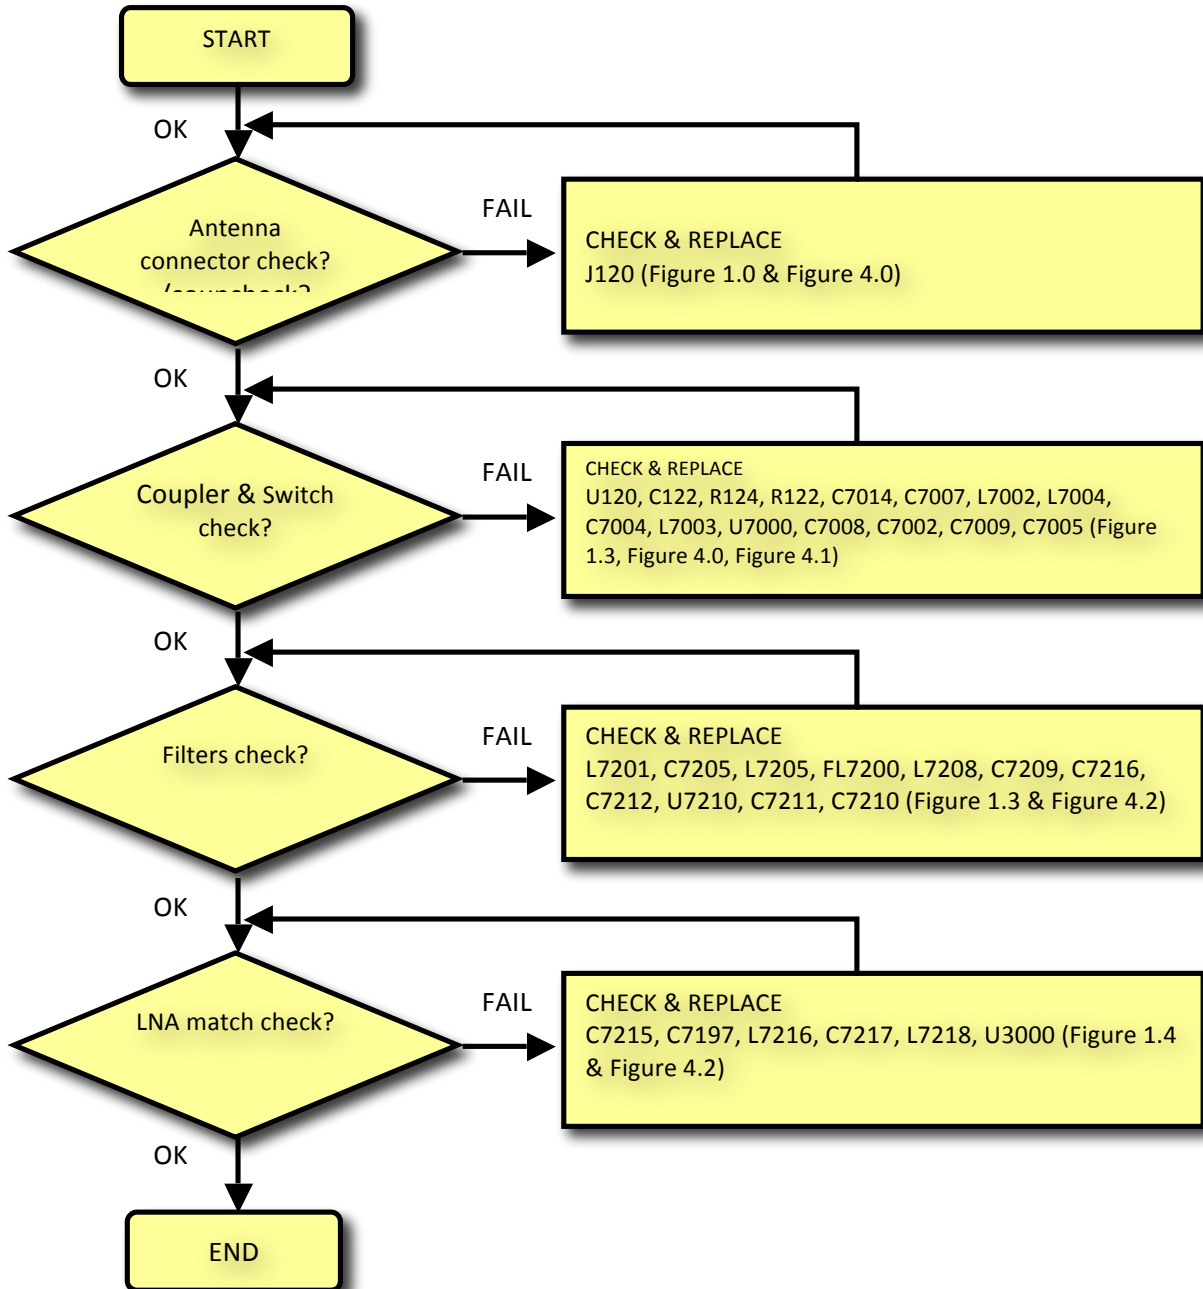 START
OK
Antenna
connector check?
FAIL
CHECK & REPLACE
J120 (Figure 1.0 & Figure 4.0)
OK
Coupler & Switch
check?
FAIL
CHECK & REPLACE
U120, C122, R124, R122, C7014, C7007, L7002, L7004,
C7004, L7003, U7000, C7008, C7002, C7009, C7005 (Figure
1.3, Figure 4.0, Figure 4.1)
OK
Filters check?
FAIL
CHECK & REPLACE
L7201, C7205, L7205, FL7200, L7208, C7209, C7216,
C7212, U7210, C7211, C7210 (Figure 1.3 & Figure 4.2)
OK
LNA match check?
FAIL
CHECK & REPLACE
C7215, C7197, L7216, C7217, L7218, U3000 (Figure 1.4
& Figure 4.2)
OK
END